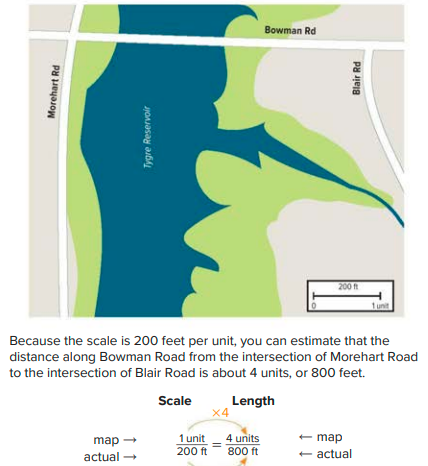 Bowman Rd
Morehart Rd
Blair Rd
Tygre Reservoir
200 ft
0 1 unit
Because the scale is 200 feet per unit, you can estimate that the
distance along Bowman Road from the intersection of Morehart Road
to the intersection of Blair Road is about 4 units, or 800 feet.
Scale Length
×4
map → 1 unit = 4 units ← map
actual → 200 ft 800 ft ← actual